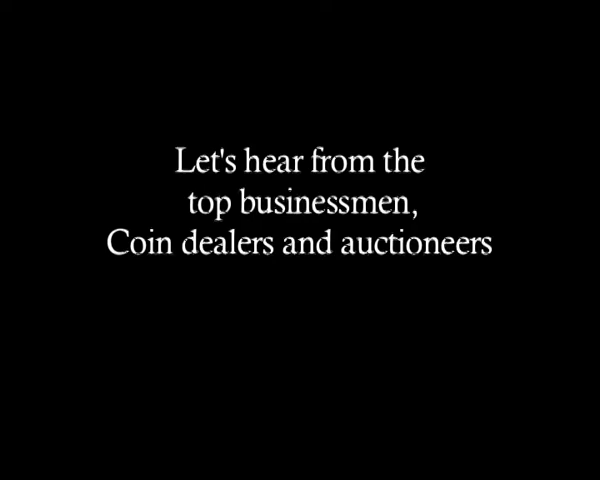 Let's hear from the
top businessmen,
Coin dealers and auctioneers